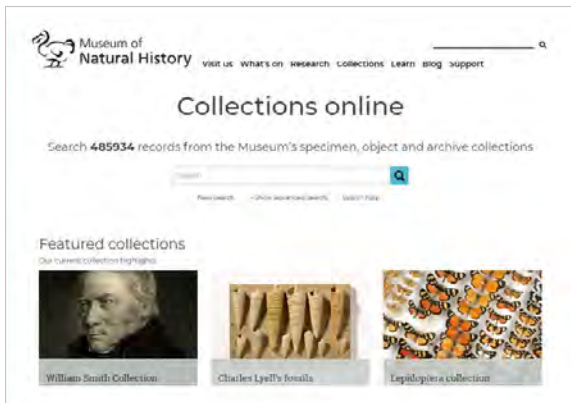 Museum of
Natural History
Visit us What's on Research Collections Learn Blog Support
Collections online
Search 485934 records from the Museum's specimen, object and archive collections
Search
New search +Show advanced search Search help
Featured collections
Our current collection highlights
William Smith Collection
Charles Lyell's fossils
Lepidoptera collection